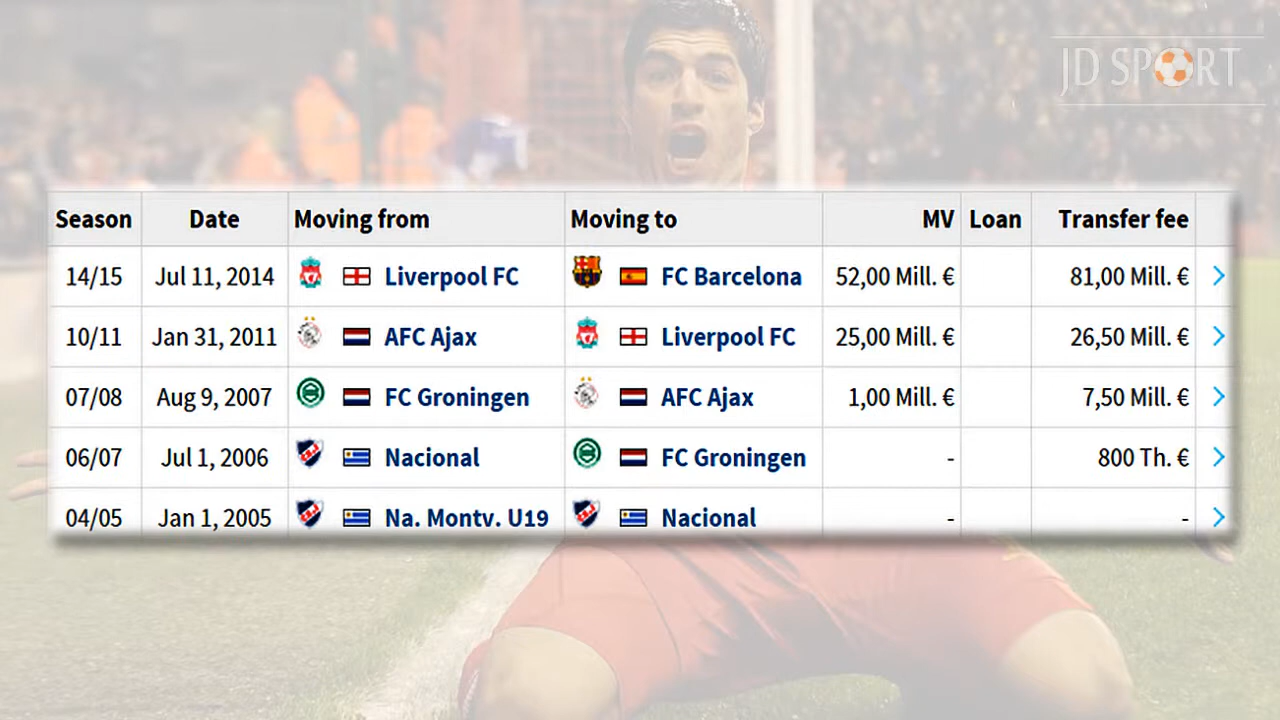 JD SPORT
Season Date Moving from Moving to MV Loan Transfer fee
14/15 Jul 11, 2014 Liverpool FC FC Barcelona 52,00 Mill. € 81,00 Mill. €
10/11 Jan 31, 2011 AFC Ajax Liverpool FC 25,00 Mill. € 26,50 Mill. €
07/08 Aug 9, 2007 FC Groningen AFC Ajax 1,00 Mill. € 7,50 Mill. €
06/07 Jul 1, 2006 Nacional FC Groningen - 800 Th. €
04/05 Jan 1, 2005 Na. Montv. U19 Nacional - -